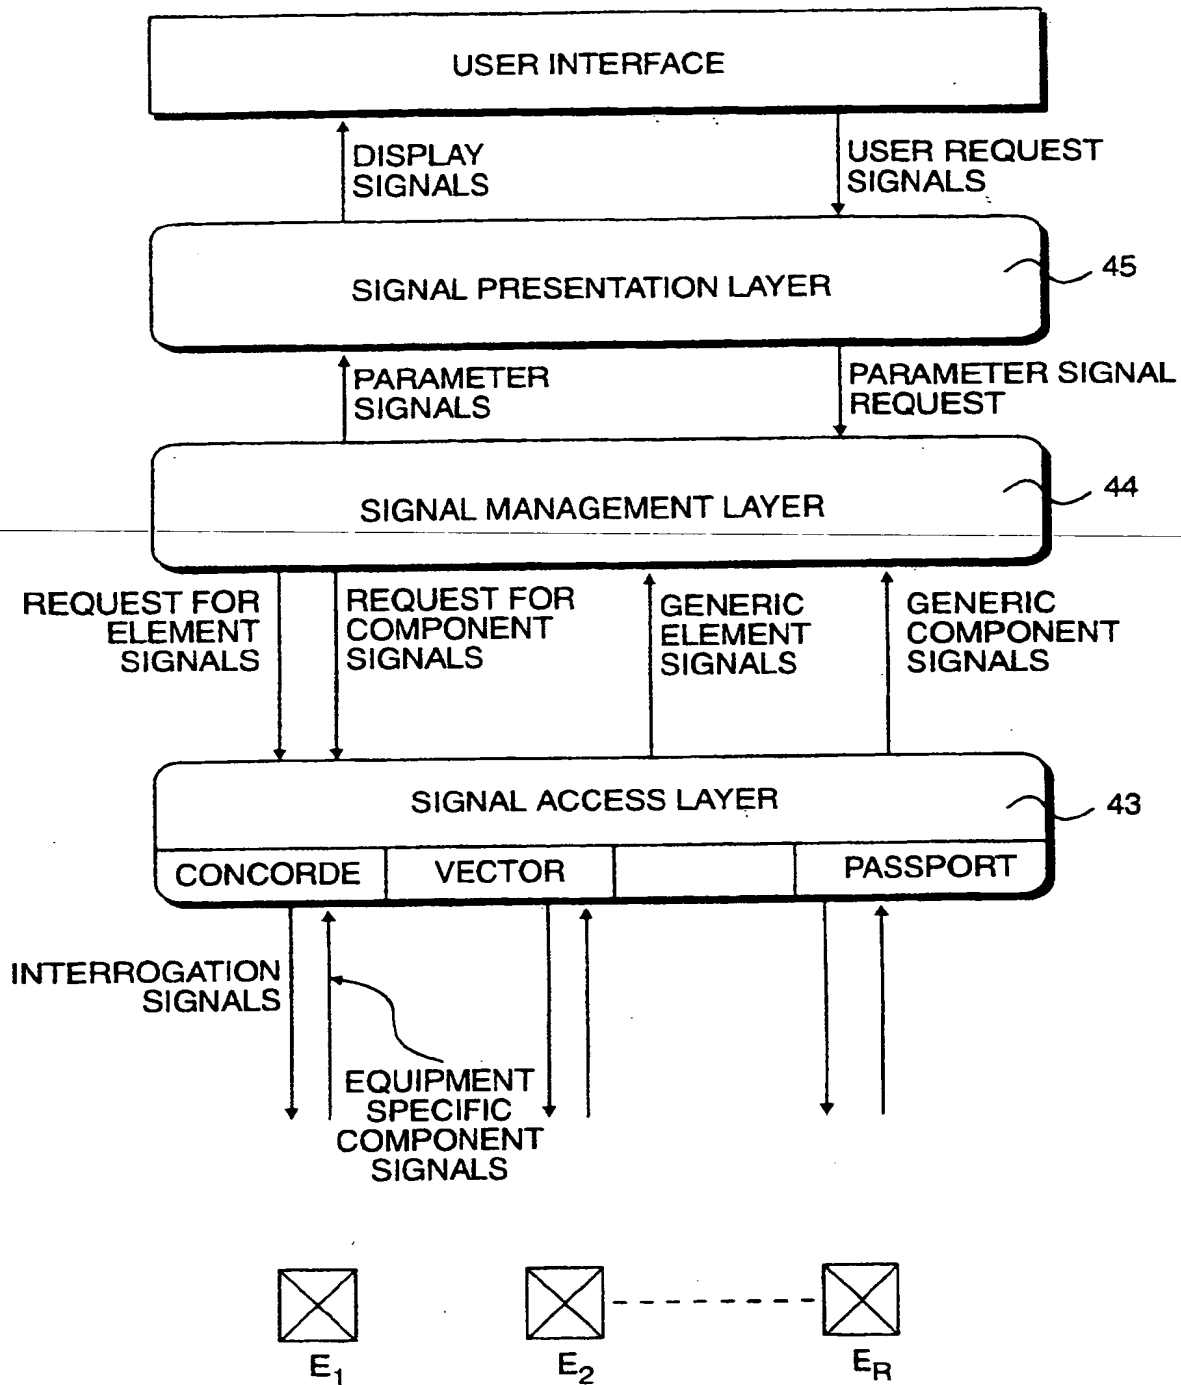 USER INTERFACE
DISPLAY
SIGNALS
USER REQUEST
SIGNALS
SIGNAL PRESENTATION LAYER
45
PARAMETER
SIGNALS
PARAMETER SIGNAL
REQUEST
SIGNAL MANAGEMENT LAYER
44
REQUEST FOR
ELEMENT
SIGNALS
REQUEST FOR
COMPONENT
SIGNALS
GENERIC
ELEMENT
SIGNALS
GENERIC
COMPONENT
SIGNALS
SIGNAL ACCESS LAYER
43
CONCORDE
VECTOR
PASSPORT
INTERROGATION
SIGNALS
EQUIPMENT
SPECIFIC
COMPONENT
SIGNALS
E1
E2
ER